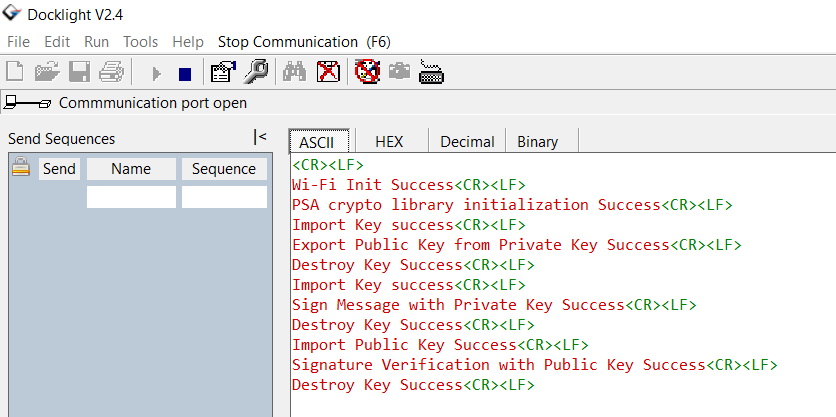 Docklight V2.4
File Edit Run Tools Help Stop Communication (F6)
Commmunication port open
Send Sequences
Send Name Sequence
ASCII HEX Decimal Binary
<CR><LF>
Wi-Fi Init Success<CR><LF>
PSA crypto library initialization Success<CR><LF>
Import Key success<CR><LF>
Export Public Key from Private Key Success<CR><LF>
Destroy Key Success<CR><LF>
Import Key success<CR><LF>
Sign Message with Private Key Success<CR><LF>
Destroy Key Success<CR><LF>
Import Public Key Success<CR><LF>
Signature Verification with Public Key Success<CR><LF>
Destroy Key Success<CR><LF>